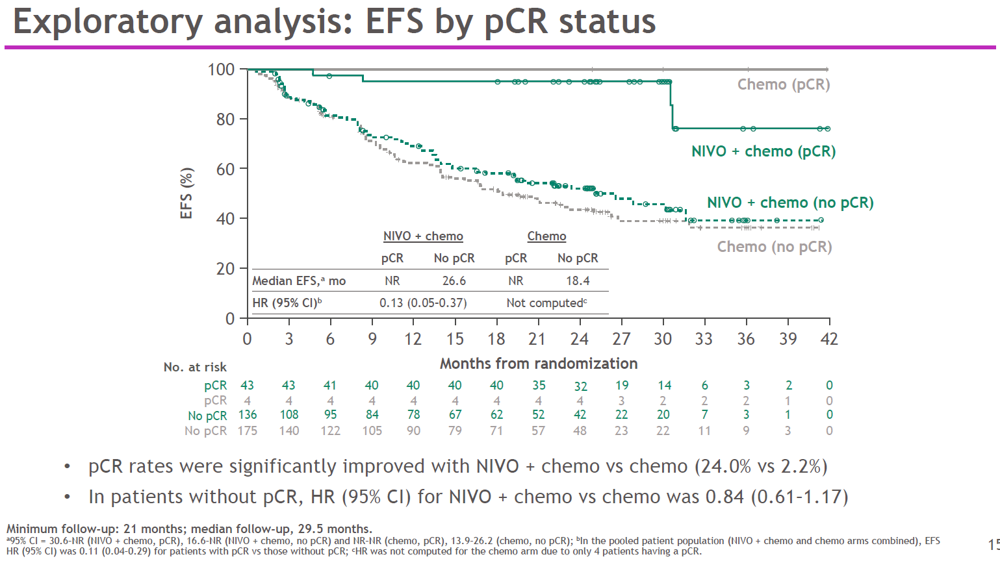 Exploratory analysis: EFS by pCR status
EFS (%)
100
80
60
40
20
0
Chemo (pCR)
NIVO + chemo (pCR)
NIVO + chemo (no pCR)
Chemo (no pCR)
NIVO + chemo Chemo
pCR No pCR pCR No pCR
Median EFS,ᵃ mo NR 26.6 NR 18.4
HR (95% CI)ᵇ 0.13 (0.05–0.37) Not computedᶜ
0 3 6 9 12 15 18 21 24 27 30 33 36 39 42
Months from randomization
No. at risk
pCR 43 43 41 40 40 40 40 35 32 19 14 6 3 2 0
pCR 4 4 4 4 4 4 4 4 4 3 2 2 2 1 0
No pCR 136 108 95 84 78 67 62 52 42 22 20 7 3 1 0
No pCR 175 140 122 105 90 79 71 57 48 23 22 11 9 3 0
• pCR rates were significantly improved with NIVO + chemo vs chemo (24.0% vs 2.2%)
• In patients without pCR, HR (95% CI) for NIVO + chemo vs chemo was 0.84 (0.61–1.17)
Minimum follow-up: 21 months; median follow-up, 29.5 months.
ᵃ95% CI = 30.6–NR (NIVO + chemo, pCR), 16.6–NR (NIVO + chemo, no pCR) and NR–NR (chemo, pCR), 13.9–26.2 (chemo, no pCR); ᵇIn the pooled patient population (NIVO + chemo and chemo arms combined), EFS
HR (95% CI) was 0.11 (0.04–0.29) for patients with pCR vs those without pCR; ᶜHR was not computed for the chemo arm due to only 4 patients having a pCR.
15